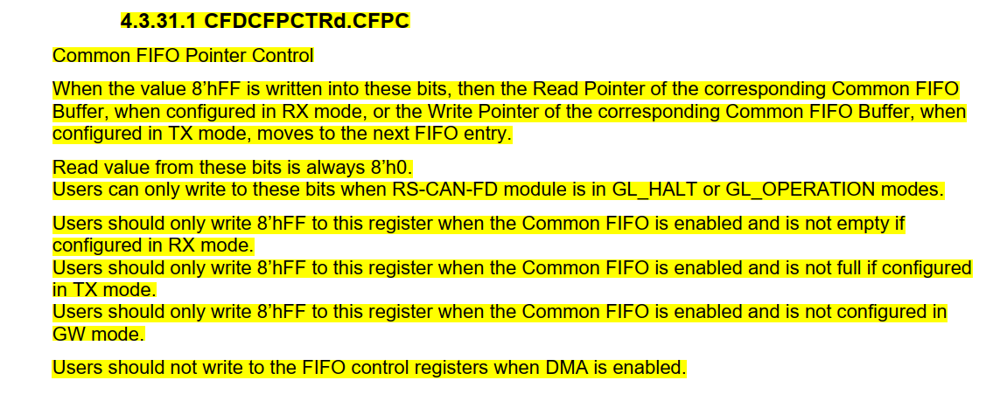 4.3.31.1 CFDCFPCTRd.CFPC
Common FIFO Pointer Control
When the value 8’hFF is written into these bits, then the Read Pointer of the corresponding Common FIFO
Buffer, when configured in RX mode, or the Write Pointer of the corresponding Common FIFO Buffer, when
configured in TX mode, moves to the next FIFO entry.
Read value from these bits is always 8’h0.
Users can only write to these bits when RS-CAN-FD module is in GL_HALT or GL_OPERATION modes.
Users should only write 8’hFF to this register when the Common FIFO is enabled and is not empty if
configured in RX mode.
Users should only write 8’hFF to this register when the Common FIFO is enabled and is not full if configured
in TX mode.
Users should only write 8’hFF to this register when the Common FIFO is enabled and is not configured in
GW mode.
Users should not write to the FIFO control registers when DMA is enabled.